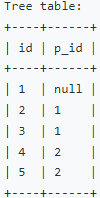 Tree table:
+----+------+
| id | p_id |
+----+------+
| 1  | null |
| 2  | 1    |
| 3  | 1    |
| 4  | 2    |
| 5  | 2    |
+----+------+